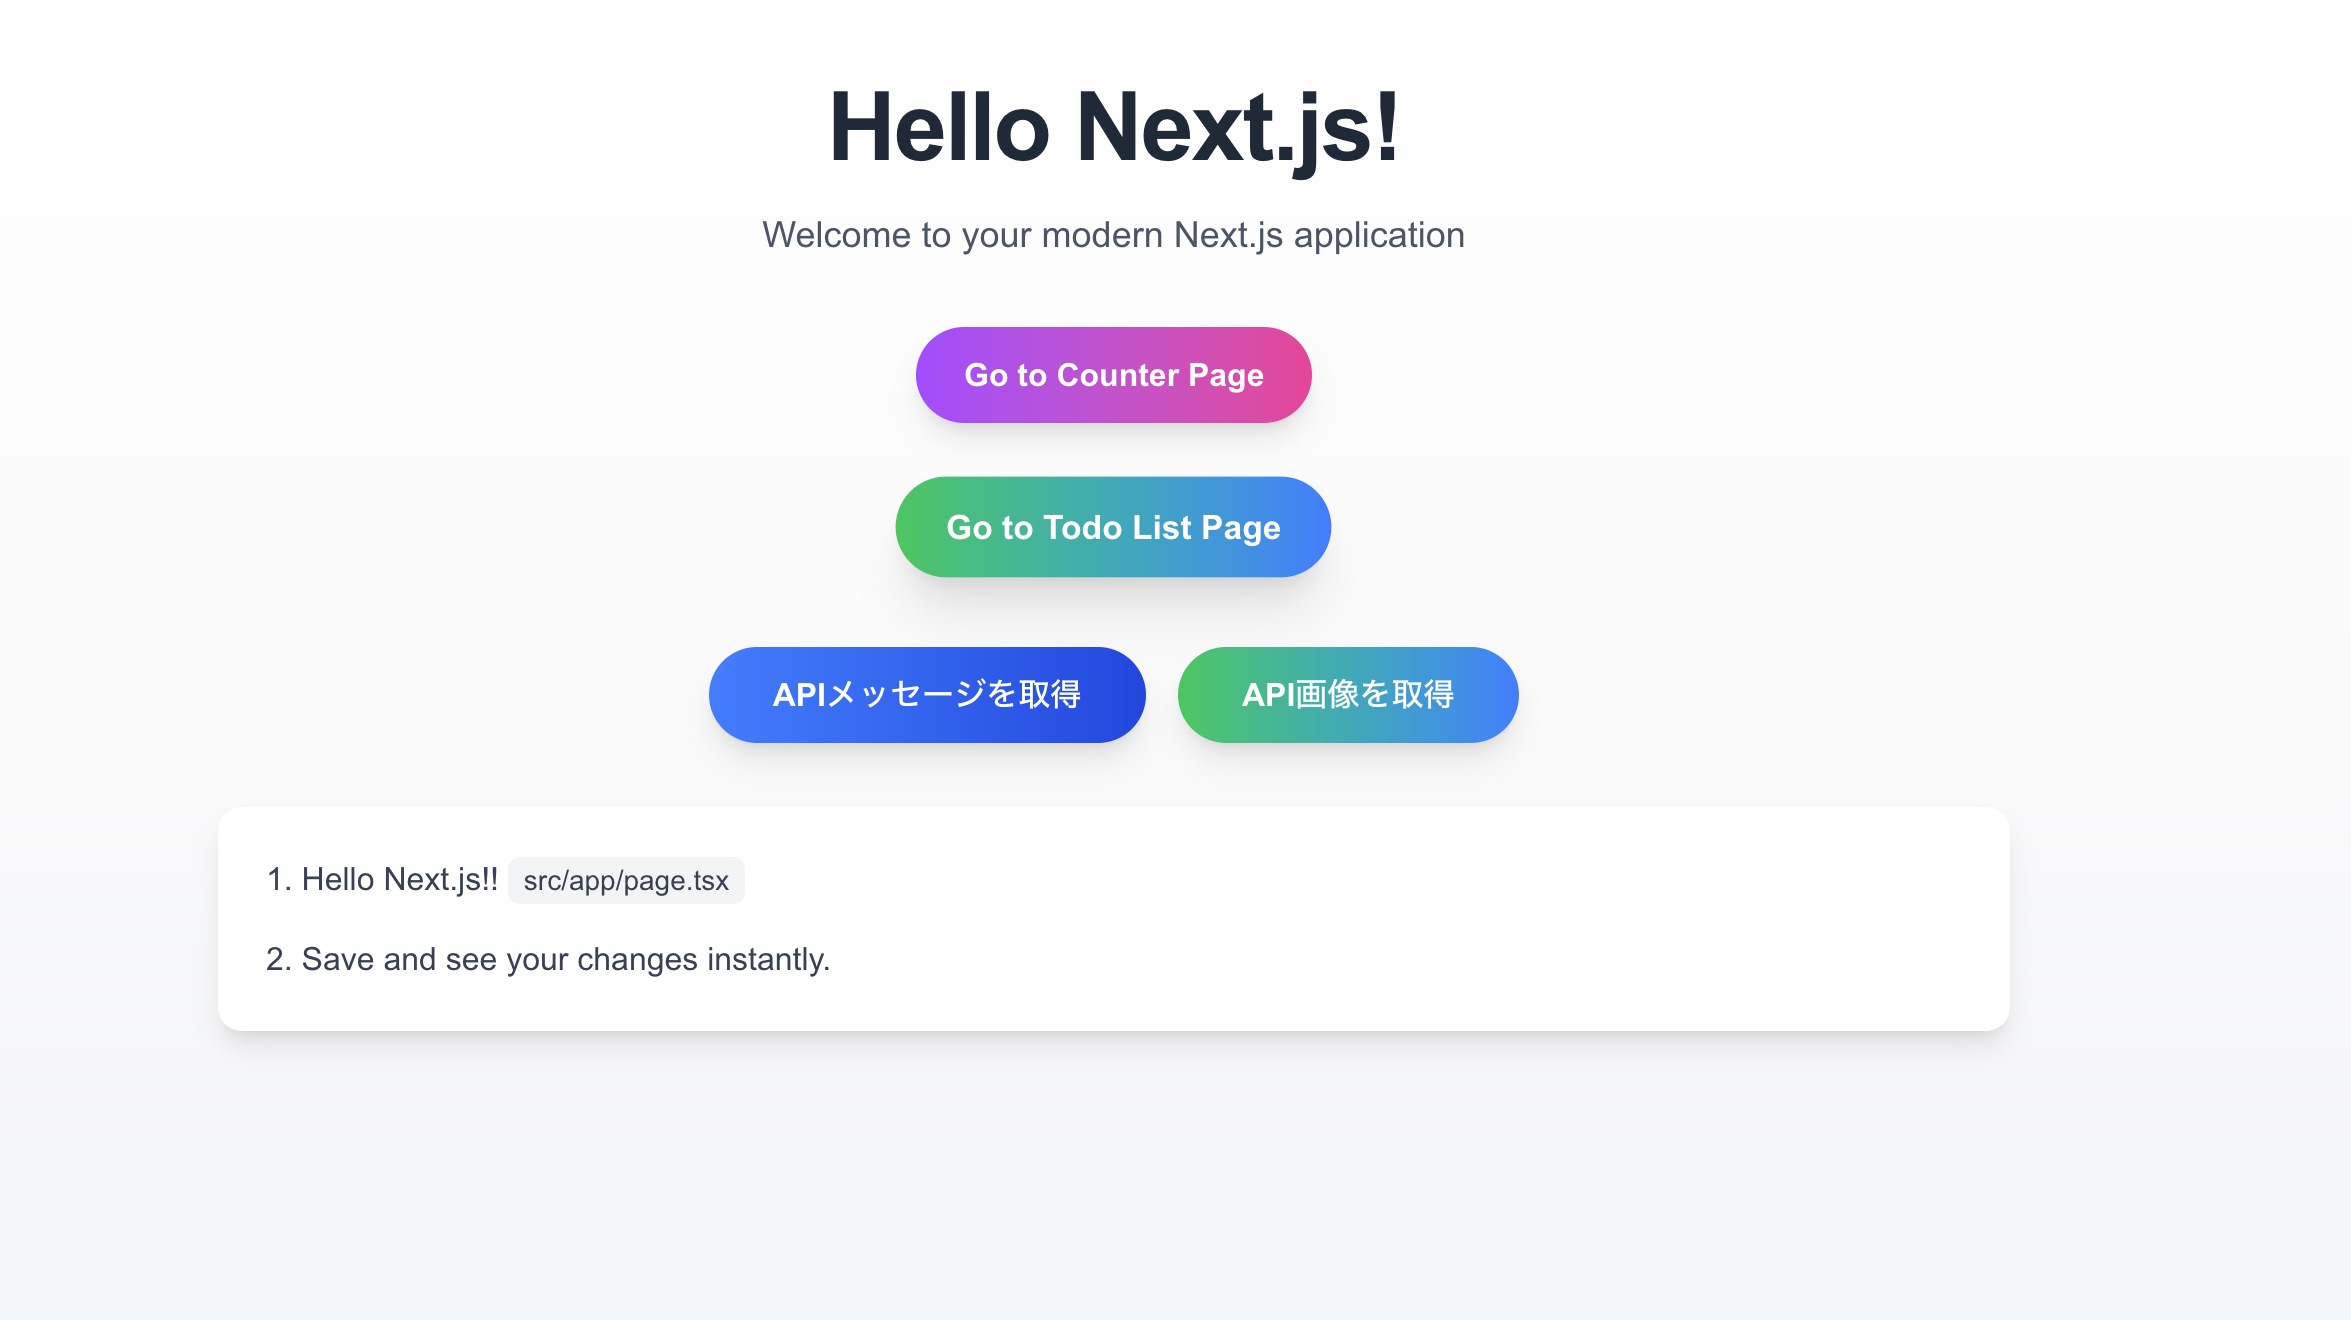 Hello Next.js!
Welcome to your modern Next.js application
Go to Counter Page
Go to Todo List Page
APIメッセージを取得
API画像を取得
1. Hello Next.js!! src/app/page.tsx
2. Save and see your changes instantly.